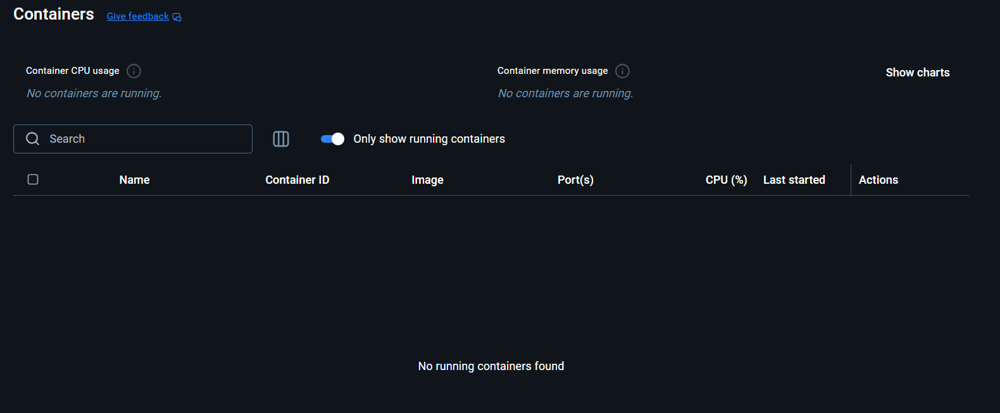 Containers Give feedback
Container CPU usage
No containers are running.
Container memory usage
No containers are running.
Show charts
Search
Only show running containers
Name Container ID Image Port(s) CPU (%) Last started Actions
No running containers found